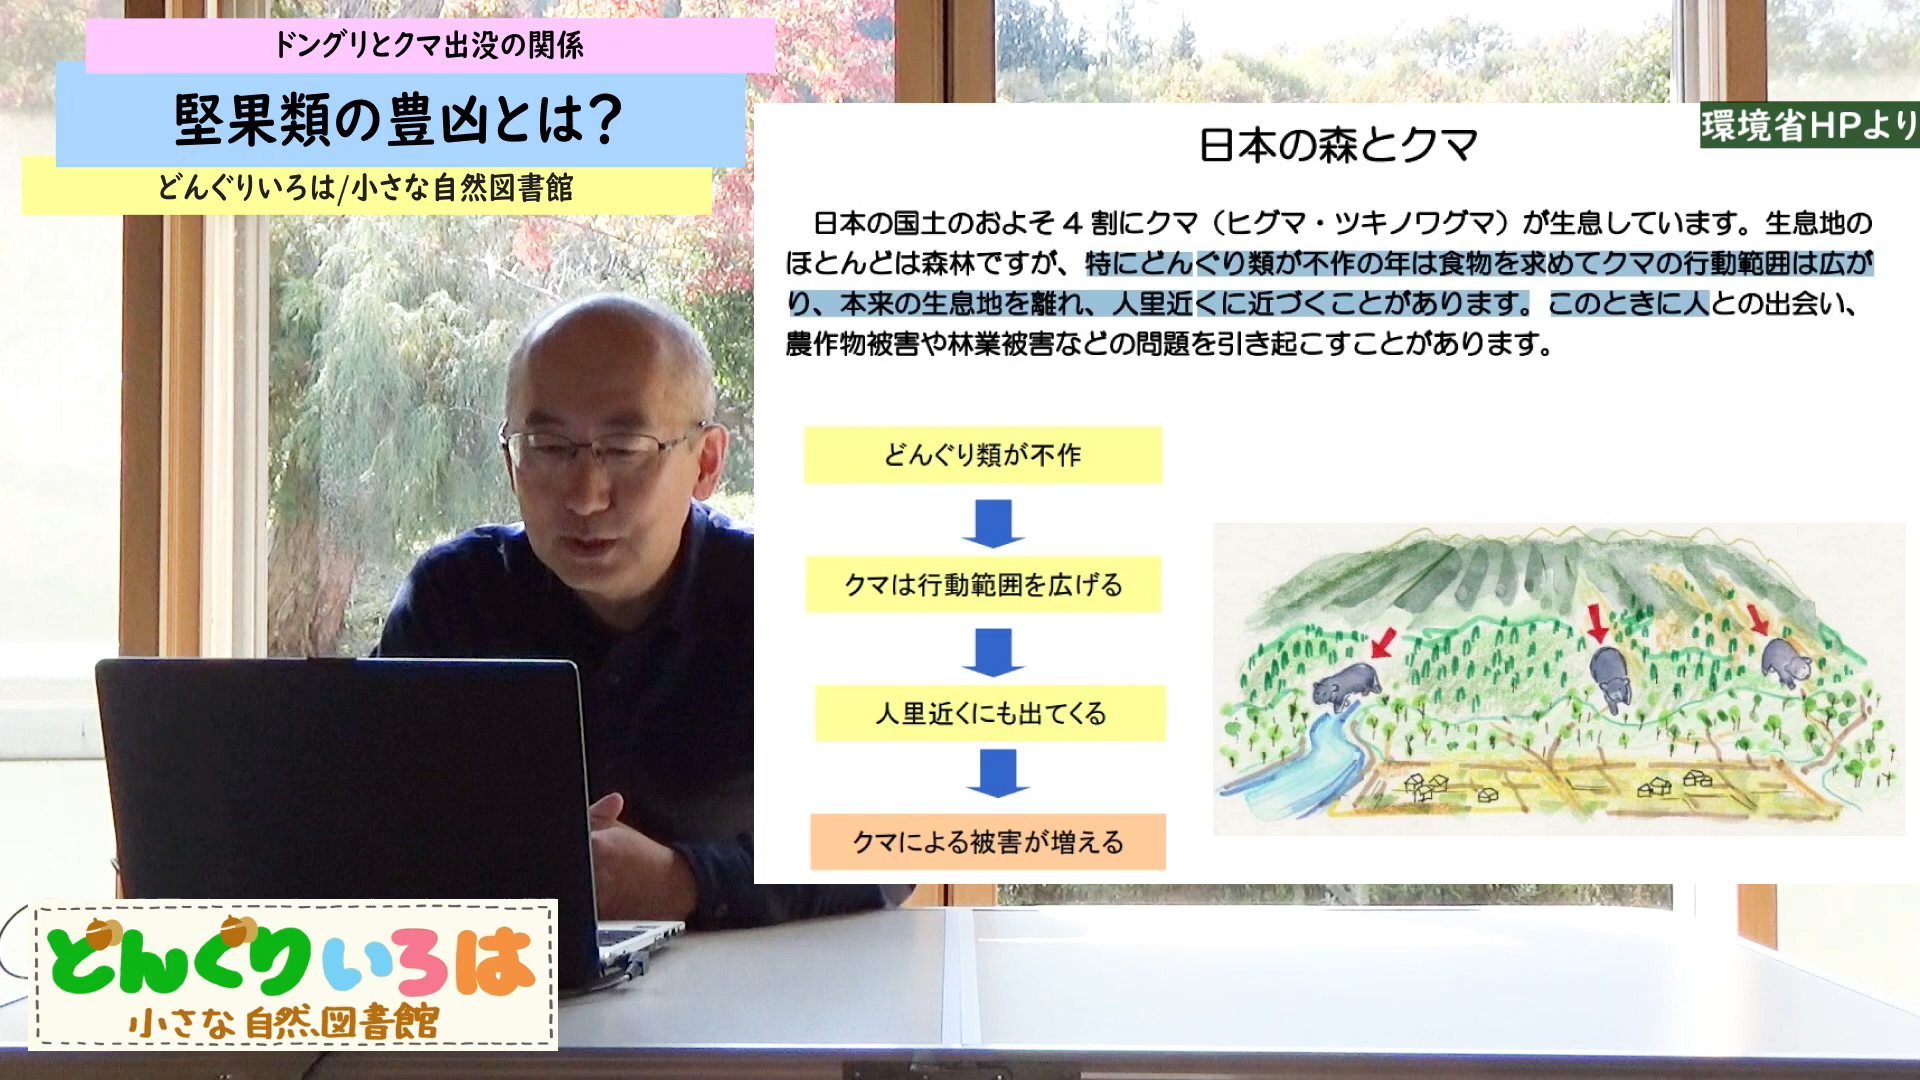 ドングリとクマ出没の関係
堅果類の豊凶とは?
どんぐりいろは/小さな自然図書館
環境省HPより
日本の森とクマ
日本の国土のおよそ4割にクマ（ヒグマ・ツキノワグマ）が生息しています。生息地の
ほとんどは森林ですが、特にどんぐり類が不作の年は食物を求めてクマの行動範囲は広が
り、本来の生息地を離れ、人里近くに近づくことがあります。このときに人との出会い、
農作物被害や林業被害などの問題を引き起こすことがあります。
どんぐり類が不作
クマは行動範囲を広げる
人里近くにも出てくる
クマによる被害が増える
どんぐりいろは
小さな自然図書館